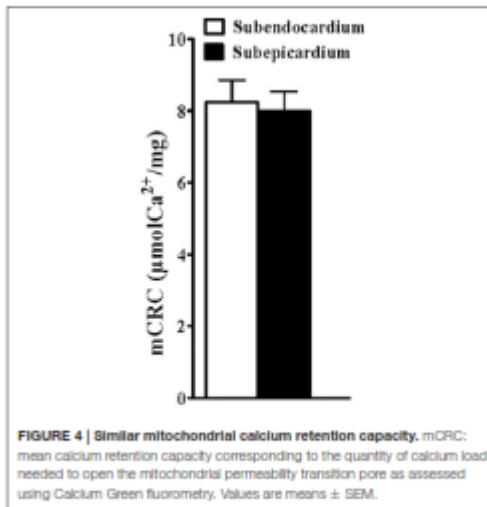 Subendocardium
Subepicardium
10
8
6
4
2
0
mCRC (µmolCa²⁺/mg)
FIGURE 4 | Similar mitochondrial calcium retention capacity. mCRC:
mean calcium retention capacity corresponding to the quantity of calcium load
needed to open the mitochondrial permeability transition pore as assessed
using Calcium Green fluorometry. Values are means ± SEM.